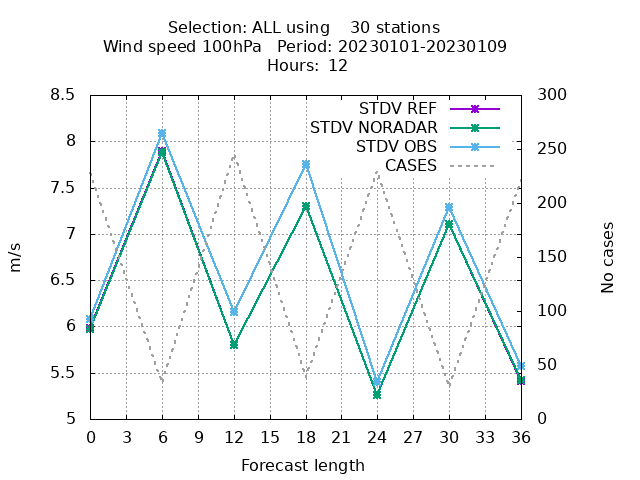 Selection: ALL using    30 stations
Wind speed 100hPa   Period: 20230101-20230109
Hours:  12
8.5
8
7.5
7
6.5
6
5.5
5
m/s
STDV REF
STDV NORADAR
STDV OBS
CASES
300
250
200
150
100
50
0
No cases
0 3 6 9 12 15 18 21 24 27 30 33 36
Forecast length